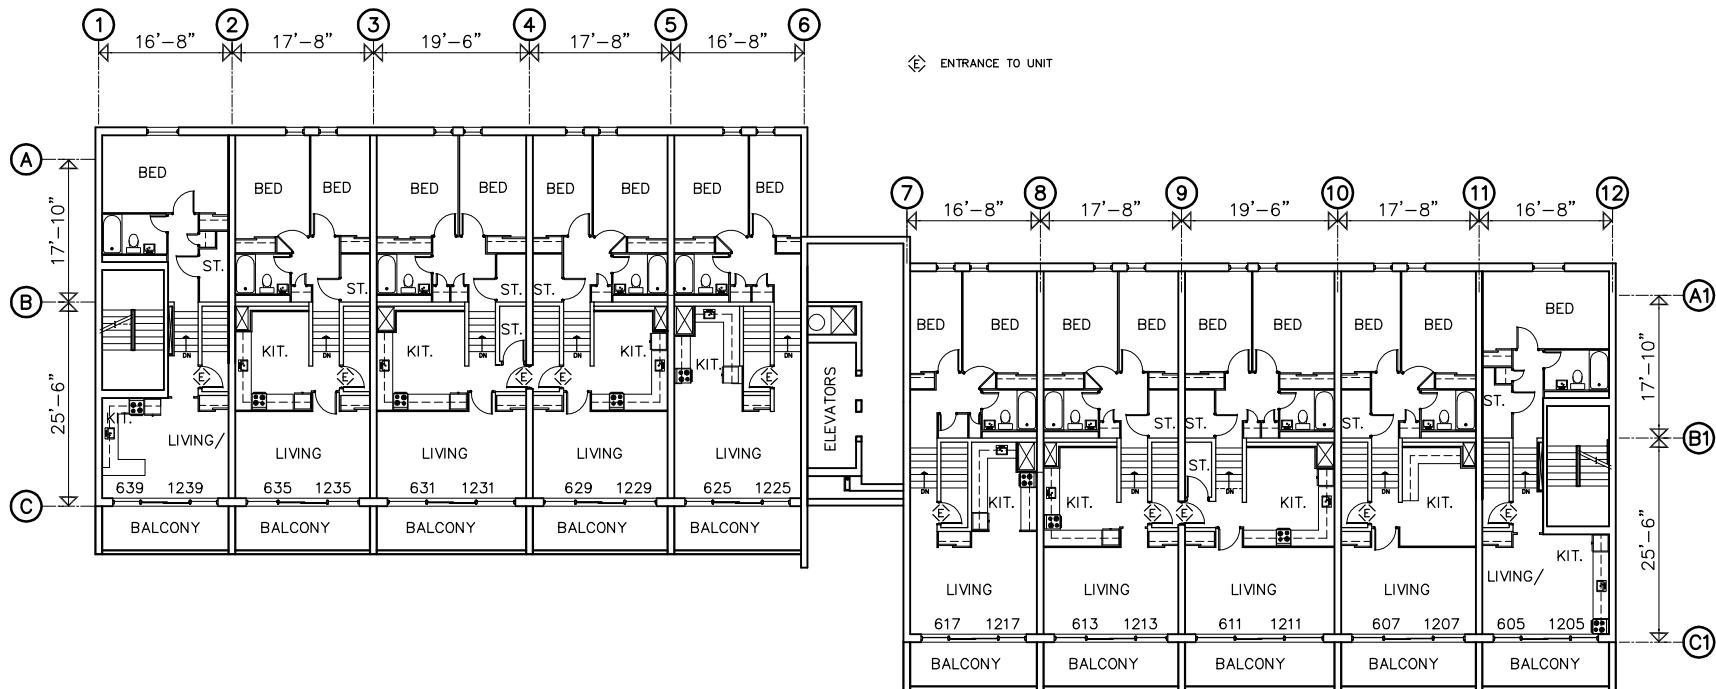 1 2 3 4 5 6
16'-8" 17'-8" 19'-6" 17'-8" 16'-8"
E ENTRANCE TO UNIT
A
BED BED BED BED BED BED BED BED BED
7 8 9 10 11 12
16'-8" 17'-8" 19'-6" 17'-8" 16'-8"
17'-10"
ST. ST. ST. ST.
B
A1
BED BED BED BED BED BED BED BED BED
ST.
DN DN DN DN DN
KIT. KIT. KIT. KIT.
E E E E E
17'-10"
25'-6"
ELEVATORS
KIT.
ST.
LIVING/ LIVING LIVING LIVING LIVING
ST. ST. ST.
B1
ST.
639 1239 635 1235 631 1231 629 1229 625 1225
DN DN DN DN DN
C
KIT. KIT. KIT. KIT.
E E E E E
BALCONY BALCONY BALCONY BALCONY BALCONY
25'-6"
KIT.
LIVING LIVING LIVING LIVING LIVING/
617 1217 613 1213 611 1211 607 1207 605 1205
C1
BALCONY BALCONY BALCONY BALCONY BALCONY